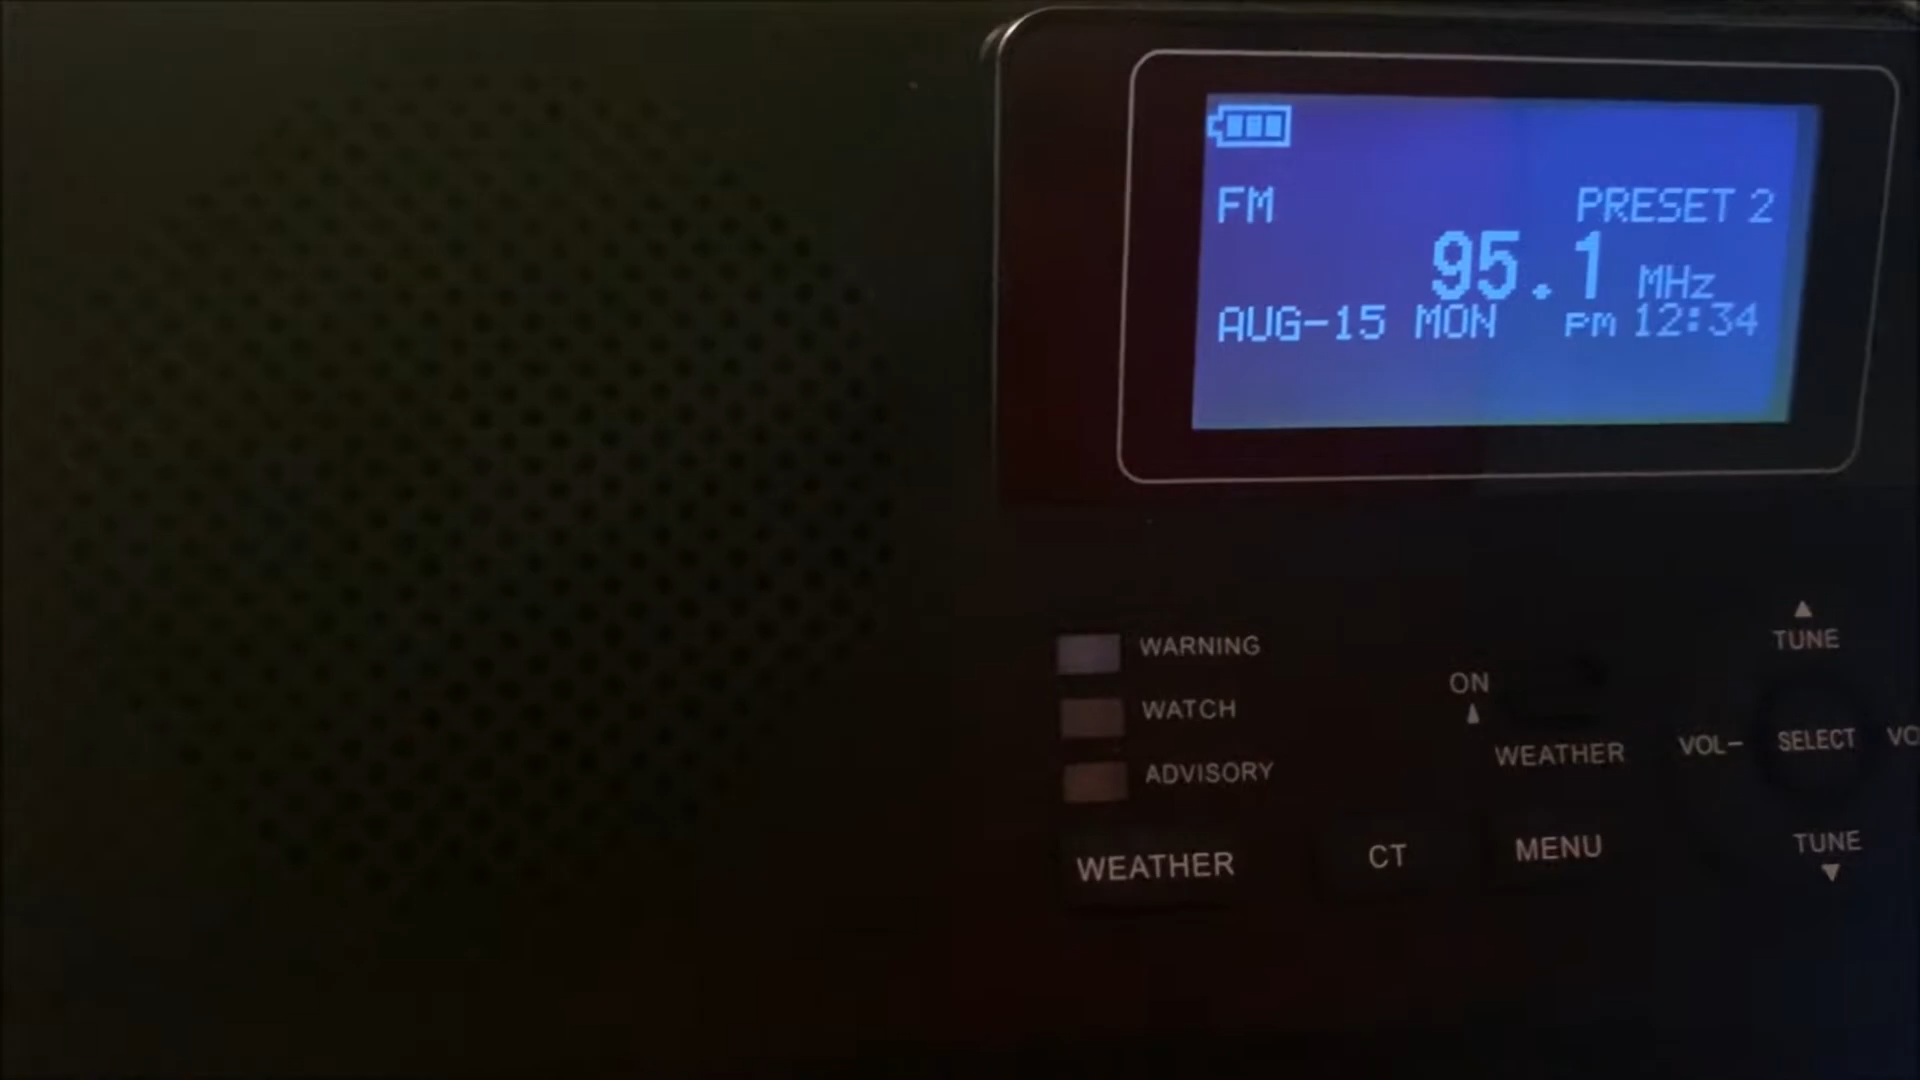 FM PRESET 2
95.1 MHz
AUG-15 MON PM 12:34
WARNING
WATCH
ADVISORY
ON
WEATHER
TUNE
VOL- SELECT VO
TUNE
WEATHER CT MENU